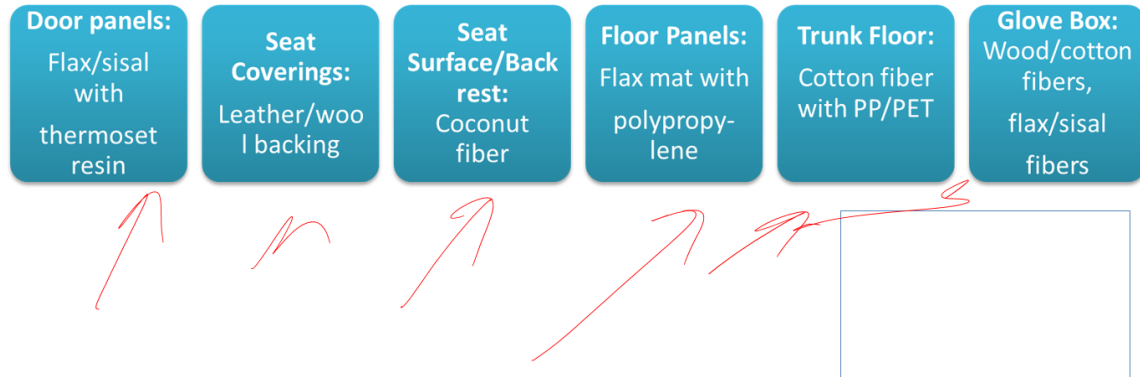 Door panels:
Flax/sisal
with
thermoset
resin
Seat
Coverings:
Leather/woo
l backing
Seat
Surface/Back
rest:
Coconut
fiber
Floor Panels:
Flax mat with
polypropy-
lene
Trunk Floor:
Cotton fiber
with PP/PET
Glove Box:
Wood/cotton
fibers,
flax/sisal
fibers